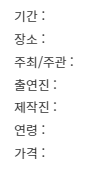 기간 :
장소 :
주최/주관 :
출연진 :
제작진 :
연령 :
가격 :